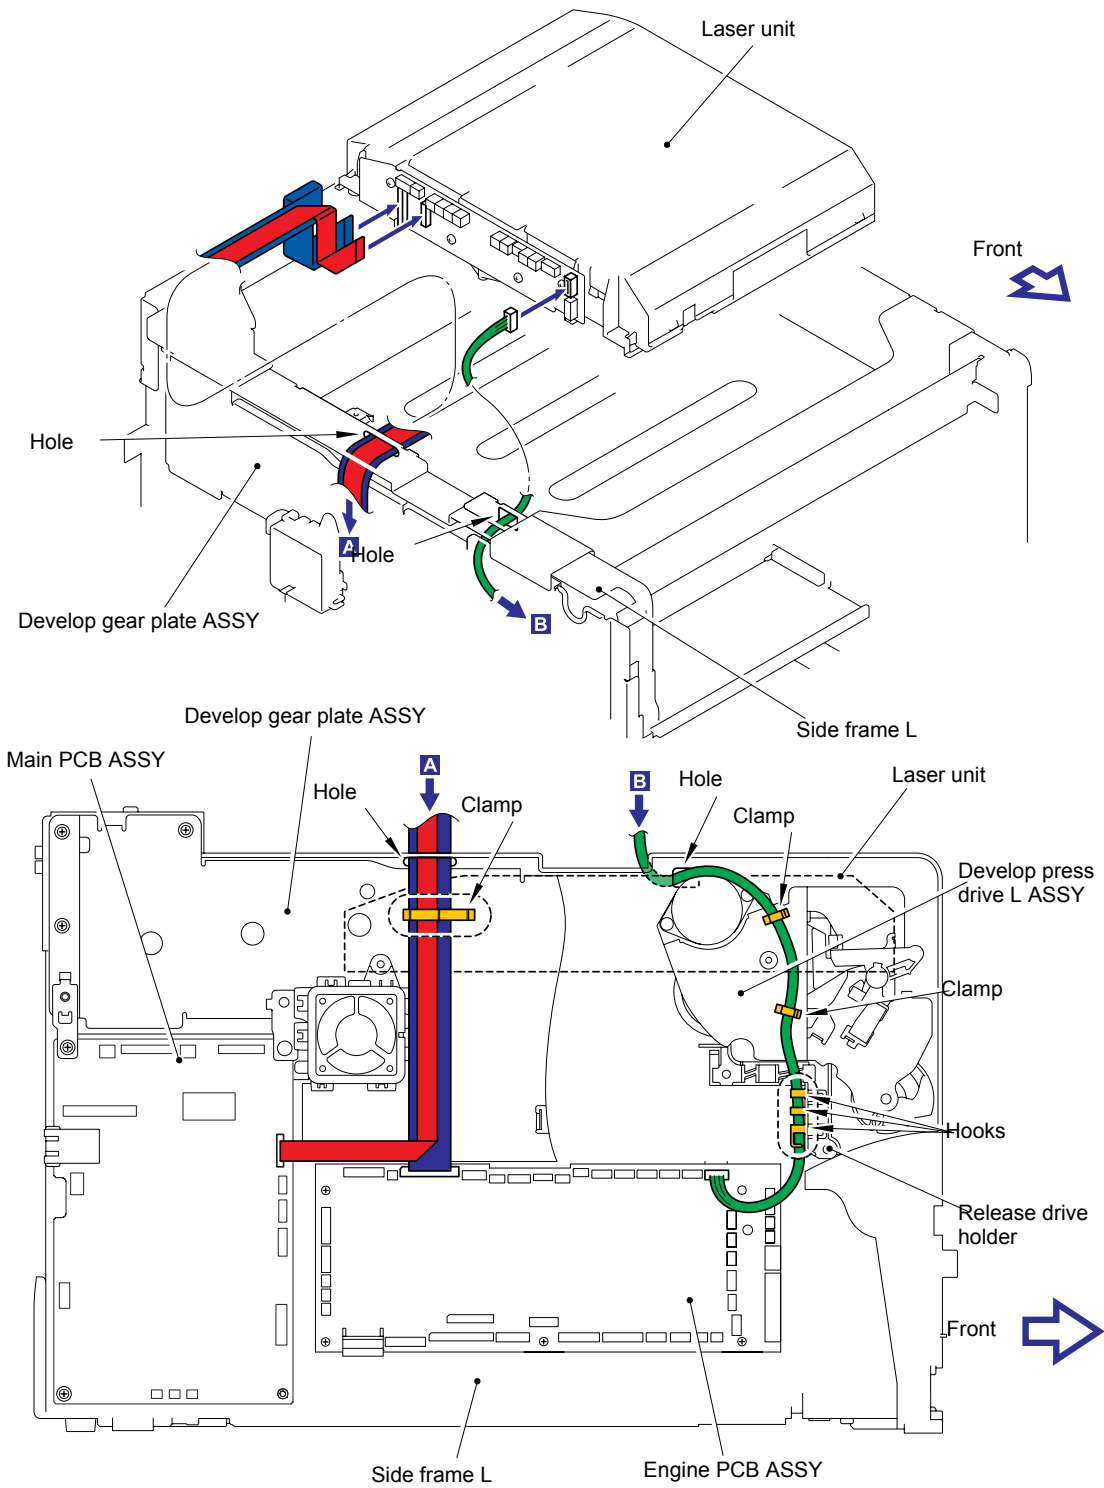 Laser unit
Front
Hole
A
Hole
Develop gear plate ASSY
B
Side frame L
Develop gear plate ASSY
Main PCB ASSY
A
B
Hole
Laser unit
Hole
Clamp
Clamp
Develop press
drive L ASSY
Clamp
Hooks
Release drive
holder
Front
Side frame L
Engine PCB ASSY